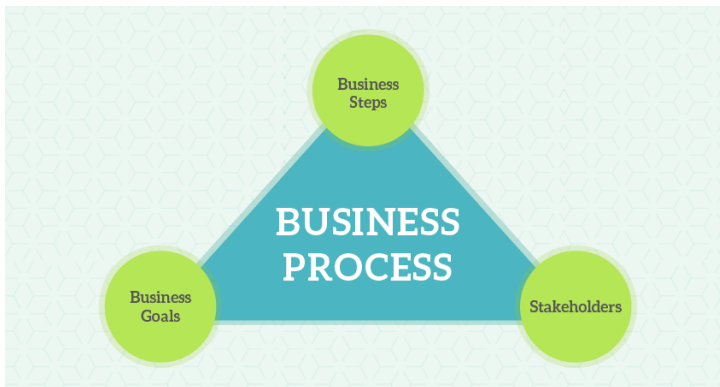 Business
Steps
BUSINESS
PROCESS
Business
Goals
Stakeholders